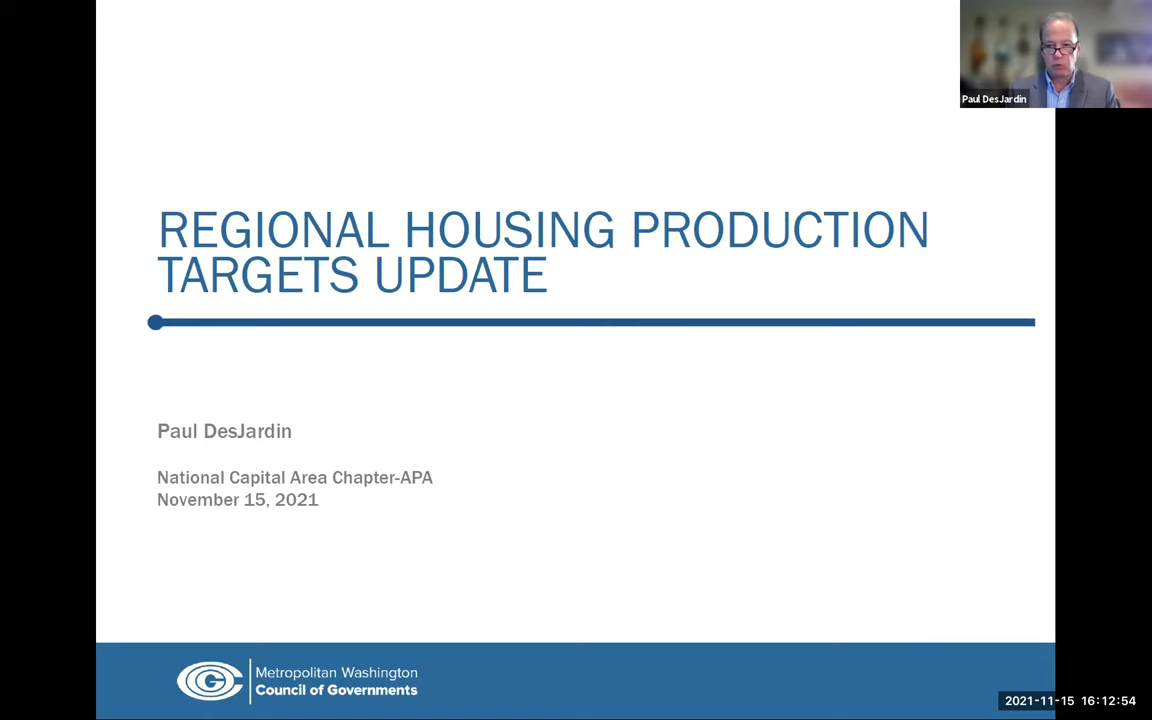 Paul DesJardin
REGIONAL HOUSING PRODUCTION
TARGETS UPDATE
Paul DesJardin
National Capital Area Chapter-APA
November 15, 2021
Metropolitan Washington
Council of Governments
2021-11-15 16:12:54